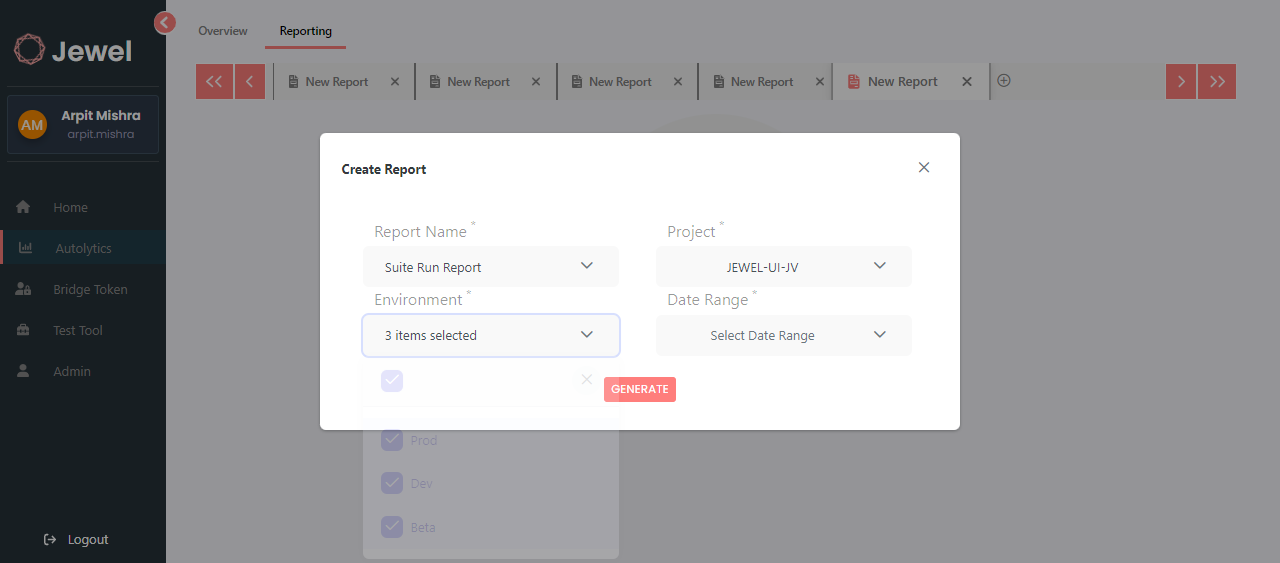 Jewel
AM
Arpit Mishra
arpit.mishra
Home
Autolytics
Bridge Token
Test Tool
Admin
Logout
Overview
Reporting
New Report
New Report
New Report
New Report
New Report
Create Report
Report Name *
Project *
Suite Run Report
JEWEL-UI-JV
Environment *
Date Range *
3 items selected
Select Date Range
GENERATE
Prod
Dev
Beta